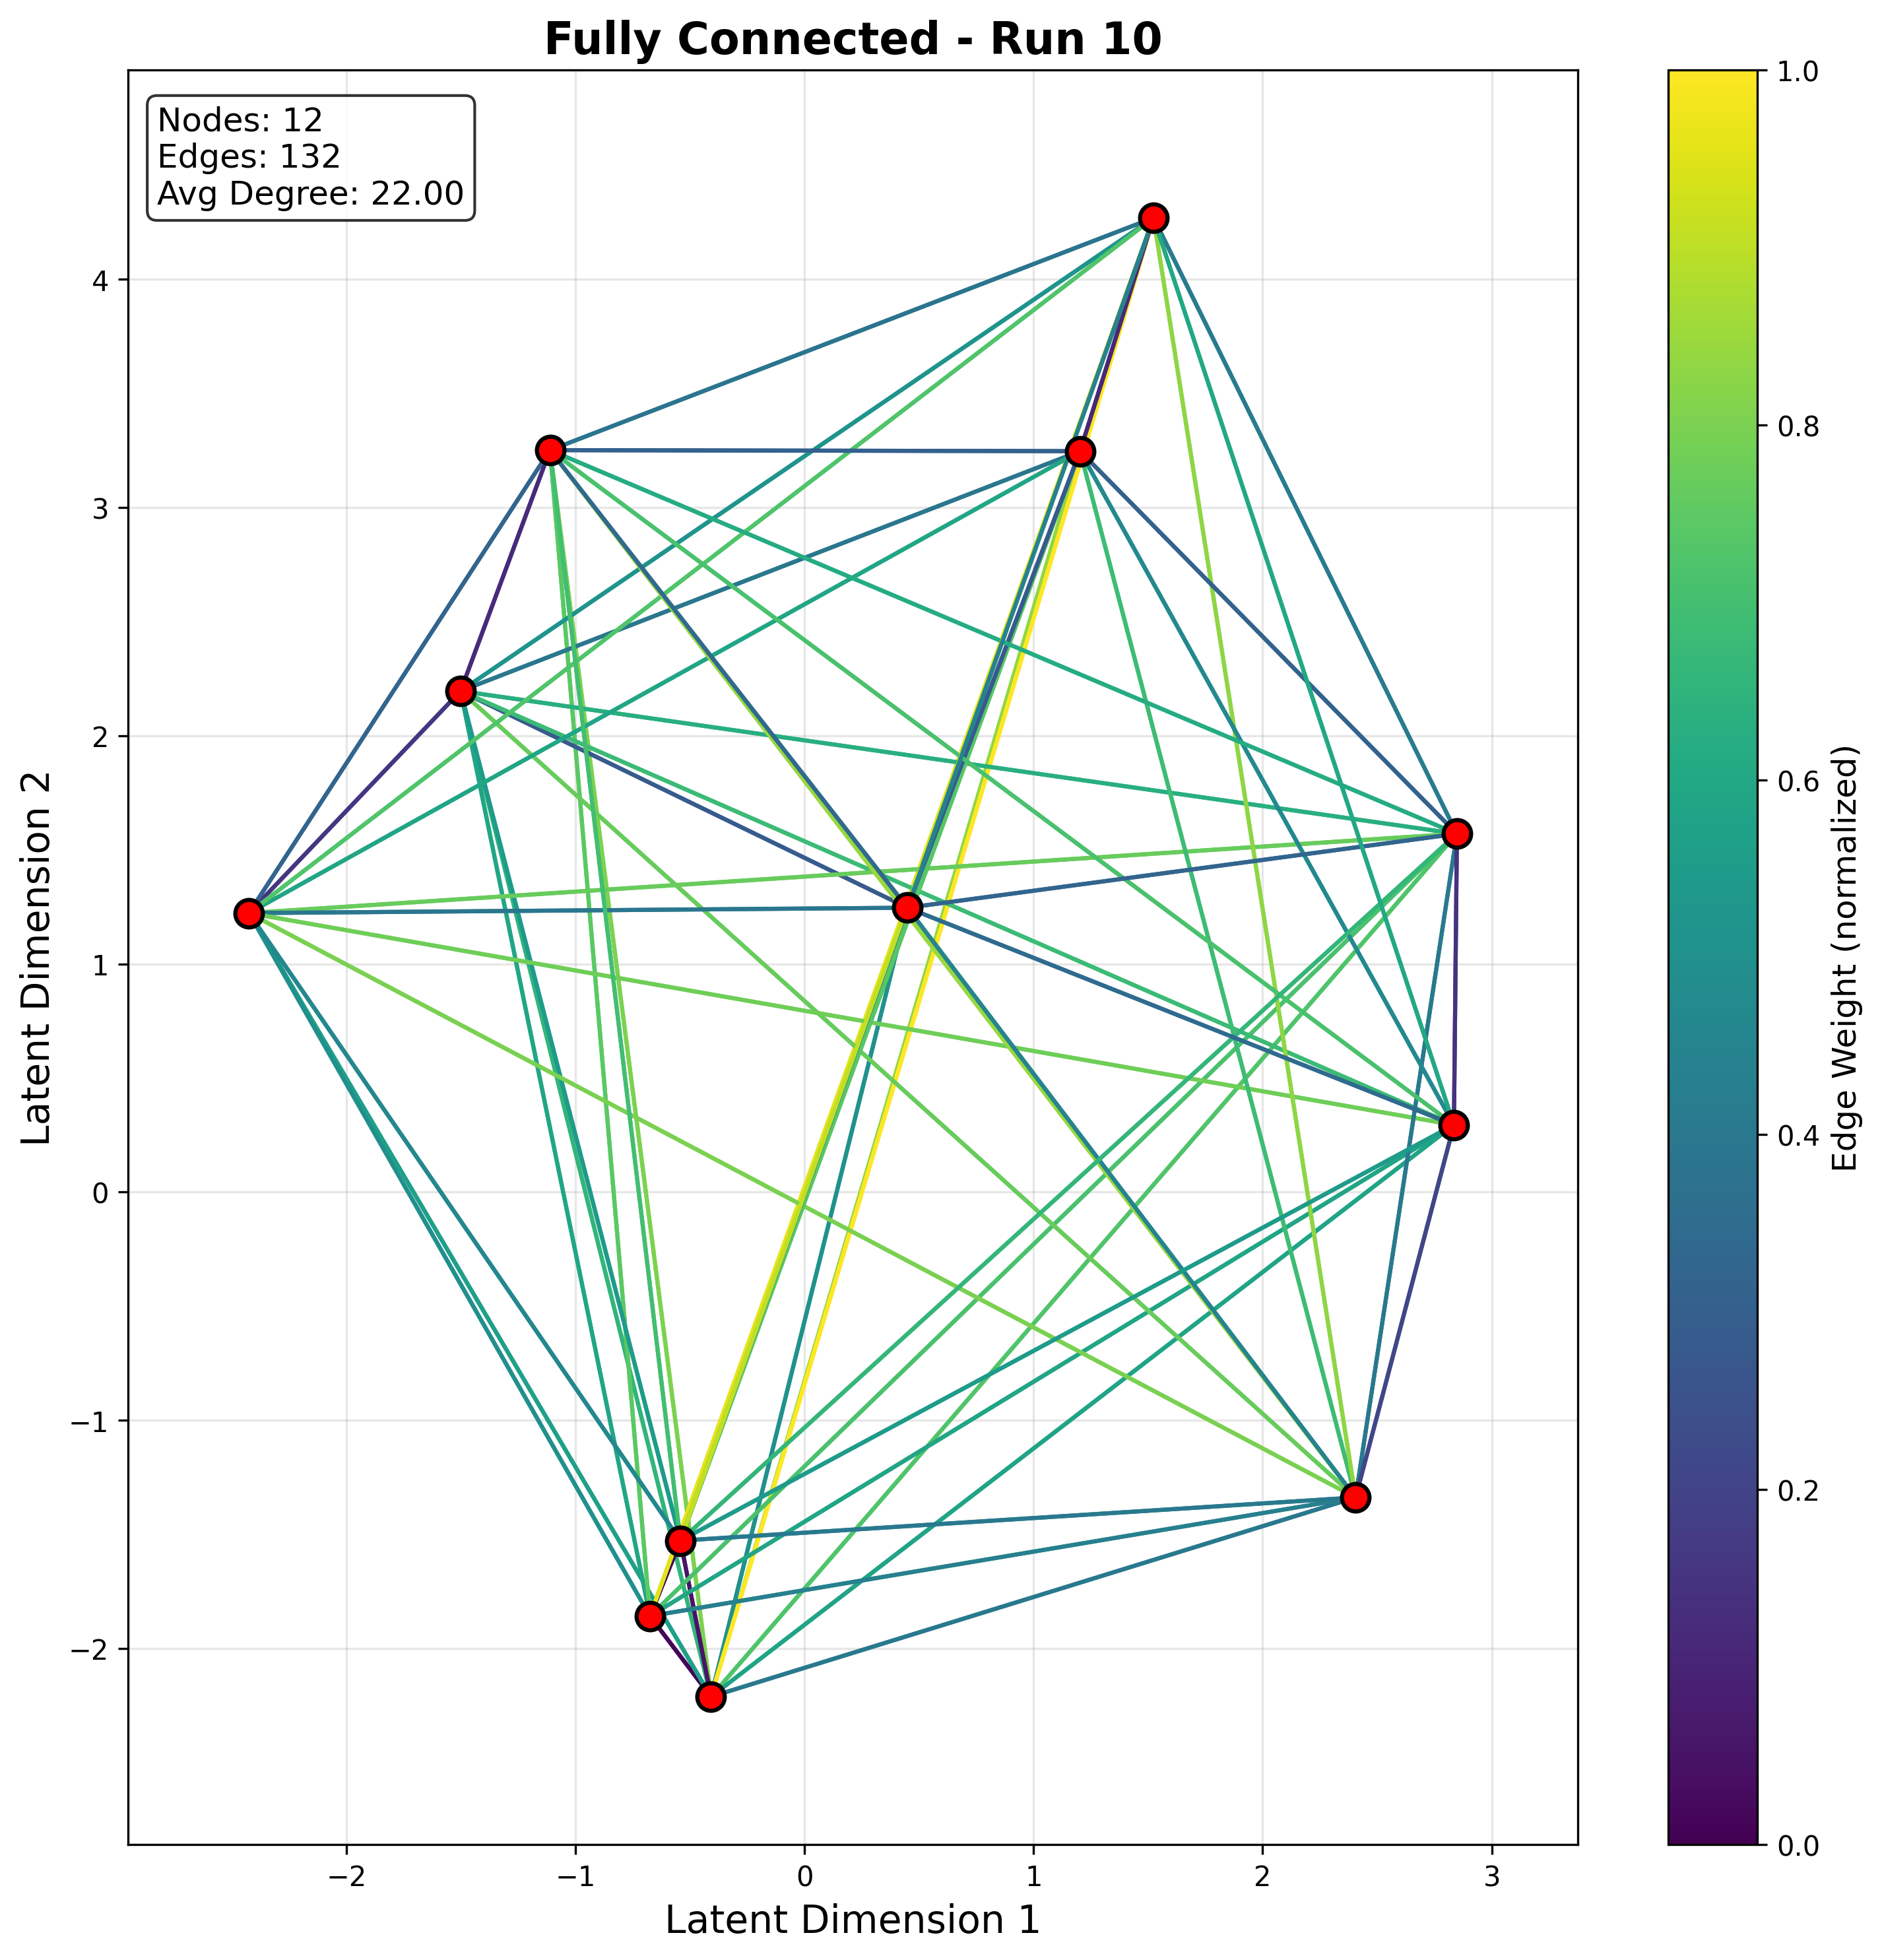 Fully Connected - Run 10
Nodes: 12
Edges: 132
Avg Degree: 22.00
4
3
2
1
0
−1
−2
Latent Dimension 2
−2
−1
0
1
2
3
Latent Dimension 1
1.0
0.8
0.6
0.4
0.2
0.0
Edge Weight (normalized)